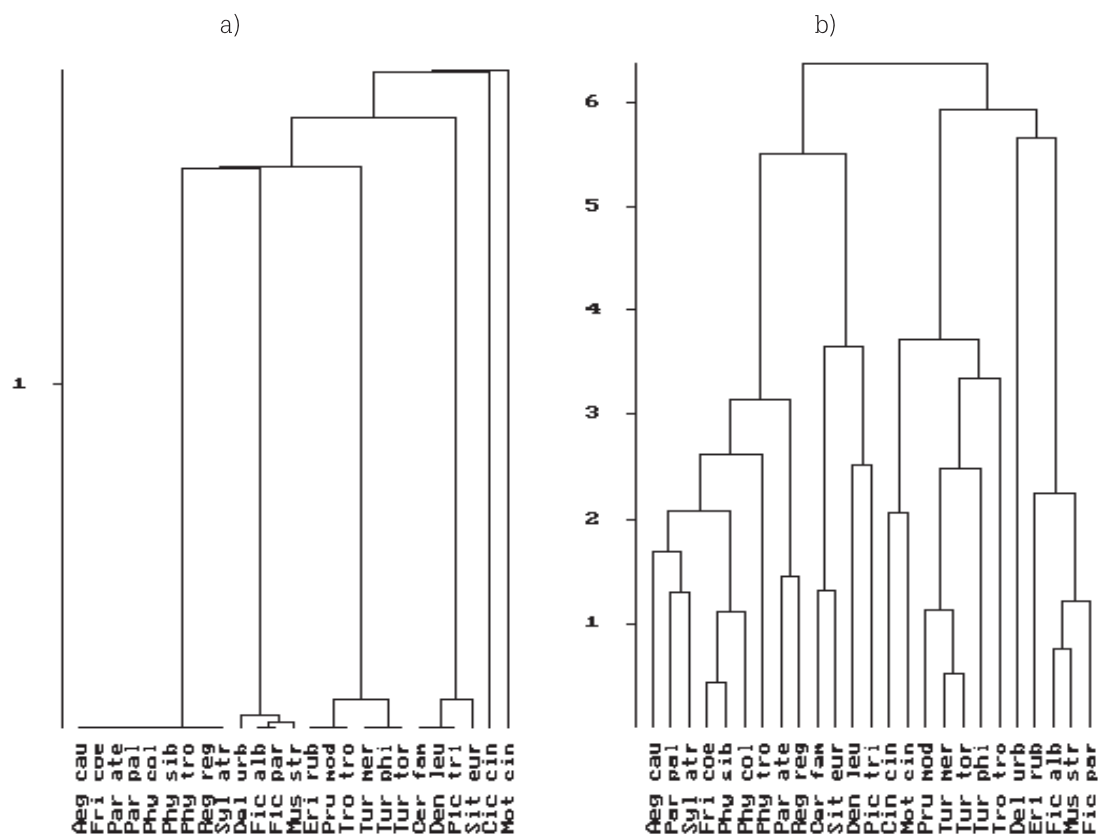 a)
1
Aeg cau
Fri coe
Par ate
Par pal
Phy col
Phy sib
Phy tro
Reg reg
Syl atr
Del urb
Fic alb
Fic par
Mus str
Eri rub
Pru mod
Tro tro
Tur mer
Tur phi
Tur tor
Cer fam
Den leu
Pic tri
Sit eur
Cic cin
Mot cin
b)
6
5
4
3
2
1
Aeg cau
Par pal
Syl atr
Fri coe
Phy sib
Phy col
Phy tro
Par ate
Reg reg
Cer fam
Sit eur
Den leu
Pic tri
Cin cin
Mot cin
Pru mod
Tur mer
Tur tor
Tur phi
Tro tro
Del urb
Eri rub
Fic alb
Mus str
Fic par